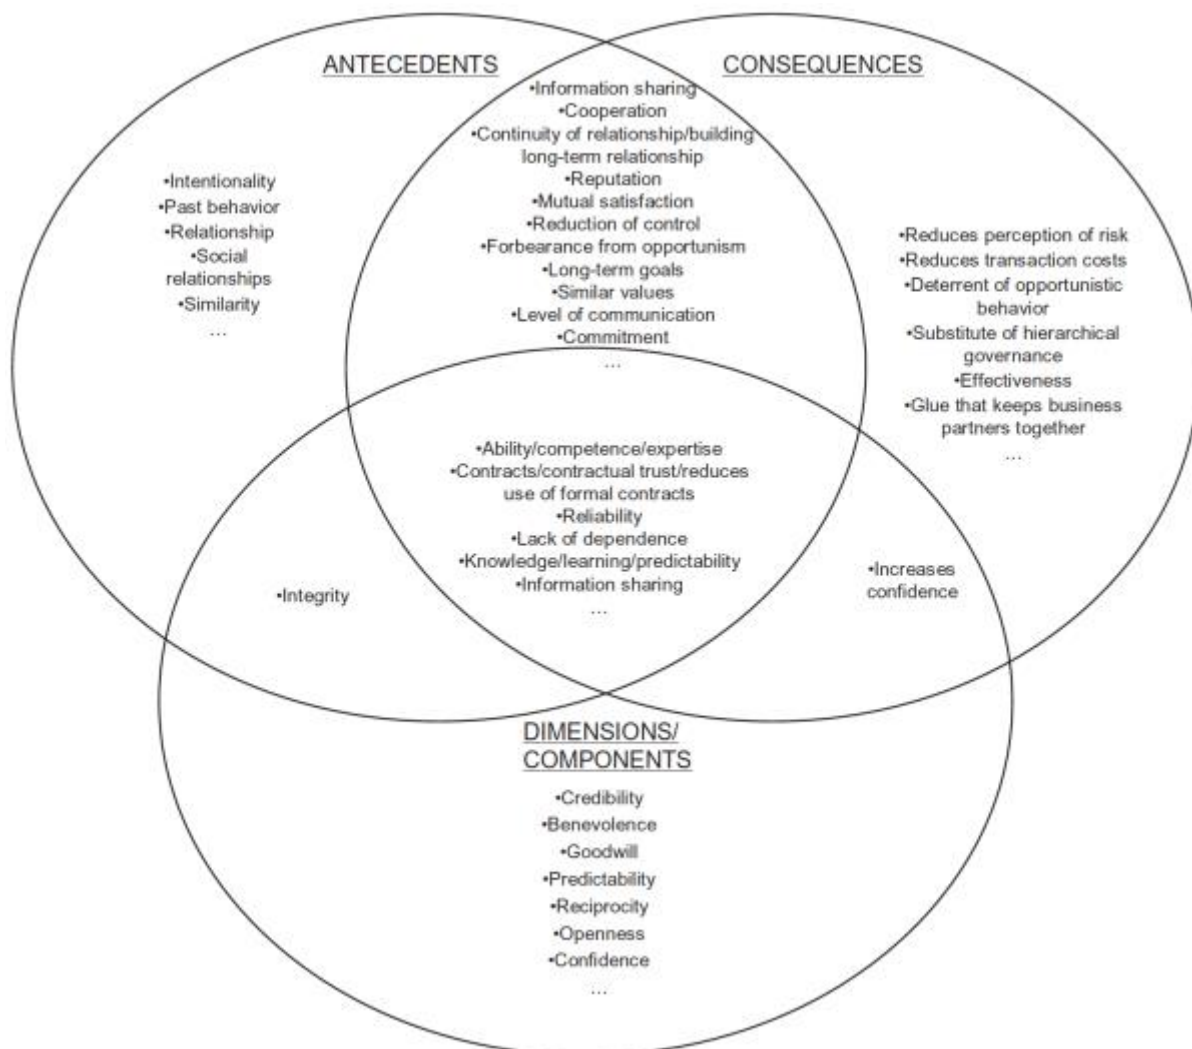 ANTECEDENTS
CONSEQUENCES
•Information sharing
•Cooperation
•Continuity of relationship/building
long-term relationship
•Reputation
•Mutual satisfaction
•Reduction of control
•Forbearance from opportunism
•Long-term goals
•Similar values
•Level of communication
•Commitment
…
•Intentionality
•Past behavior
•Relationship
•Social
relationships
•Similarity
…
•Reduces perception of risk
•Reduces transaction costs
•Deterrent of opportunistic
behavior
•Substitute of hierarchical
governance
•Effectiveness
•Glue that keeps business
partners together
…
•Ability/competence/expertise
•Contracts/contractual trust/reduces
use of formal contracts
•Reliability
•Lack of dependence
•Knowledge/learning/predictability
•Information sharing
…
•Integrity
•Increases
confidence
DIMENSIONS/
COMPONENTS
•Credibility
•Benevolence
•Goodwill
•Predictability
•Reciprocity
•Openness
•Confidence
…